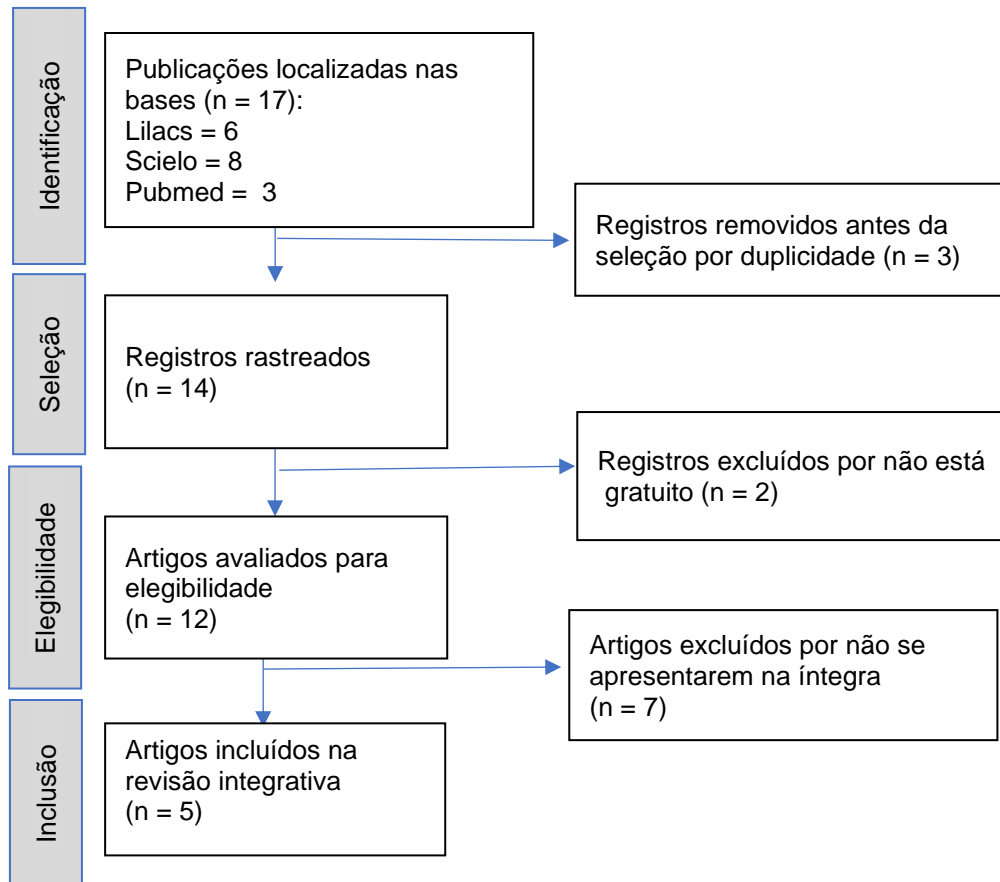 Identificação
Publicações localizadas nas
bases (n = 17):
Lilacs = 6
Scielo = 8
Pubmed =  3
Registros removidos antes da
seleção por duplicidade (n = 3)
Seleção
Registros rastreados
(n = 14)
Registros excluídos por não está
gratuito (n = 2)
Elegibilidade
Artigos avaliados para
elegibilidade
(n = 12)
Artigos excluídos por não se
apresentarem na íntegra
(n = 7)
Inclusão
Artigos incluídos na
revisão integrativa
(n = 5)